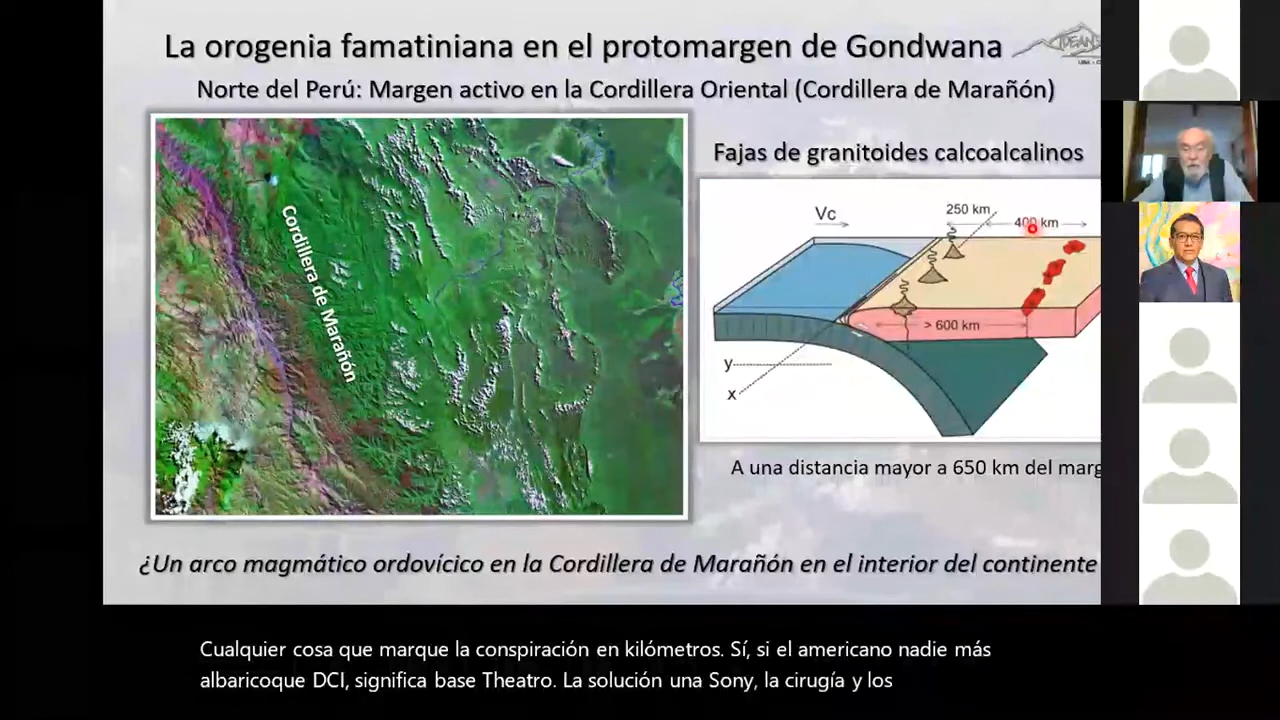 La orogenia famatiniana en el protomargen de Gondwana
Norte del Perú: Margen activo en la Cordillera Oriental (Cordillera de Marañón)
Cordillera de Marañón
Fajas de granitoides calcoalcalinos
Vc
250 km
400 km
> 600 km
y
x
A una distancia mayor a 650 km del marg
¿Un arco magmático ordovícico en la Cordillera de Marañón en el interior del continente
Cualquier cosa que marque la conspiración en kilómetros. Sí, si el americano nadie más
albaricoque DCI, significa base Theatro. La solución una Sony, la cirugía y los